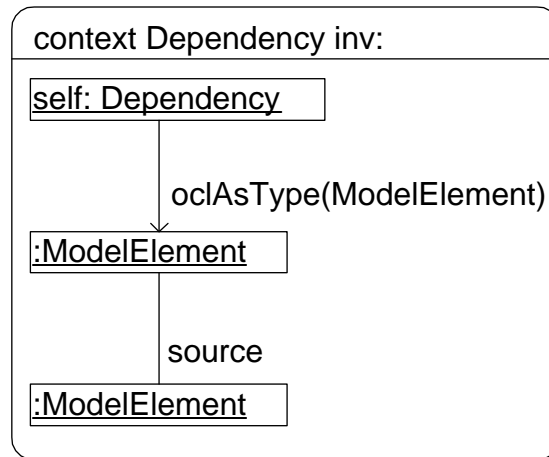 context Dependency inv:
self: Dependency
oclAsType(ModelElement)
:ModelElement
source
:ModelElement